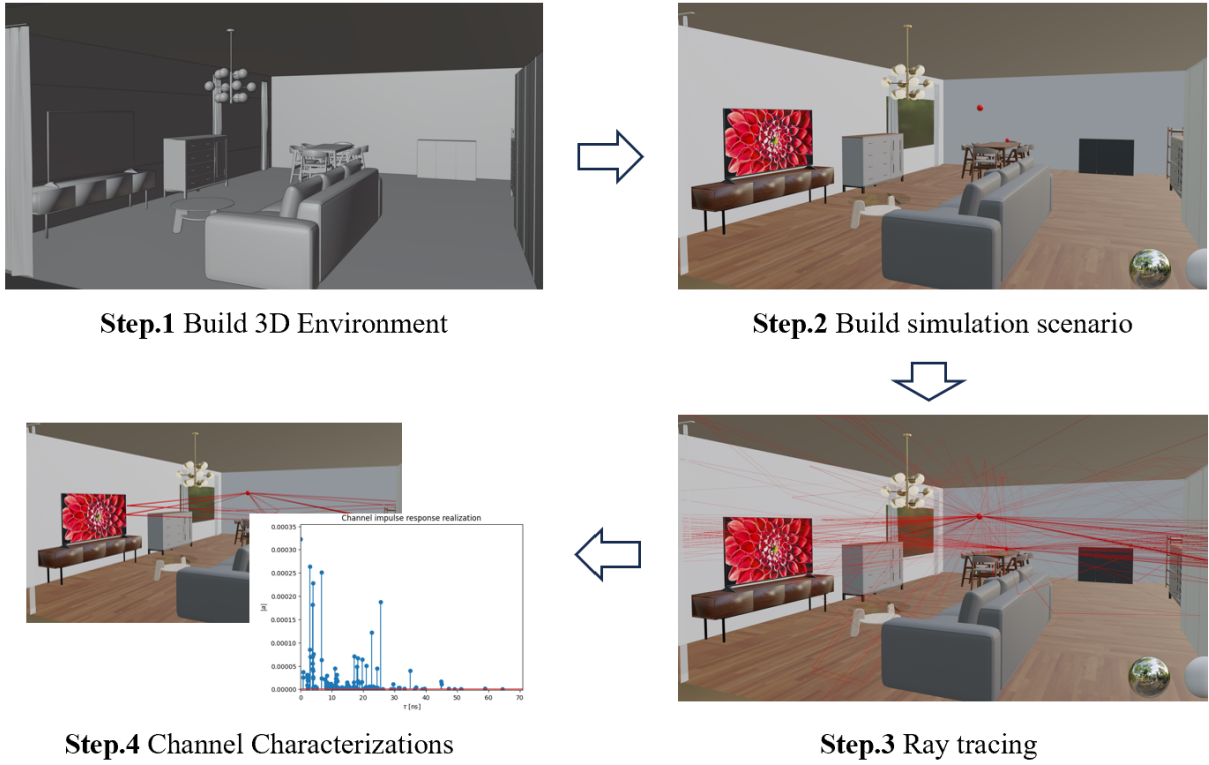 Step.1 Build 3D Environment
Step.2 Build simulation scenario
Channel impulse response realization
0.00035
0.00030
0.00025
0.00020
|a|
0.00015
0.00010
0.00005
0.00000
0 10 20 30 40 50 60 70
τ [ns]
Step.4 Channel Characterizations
Step.3 Ray tracing